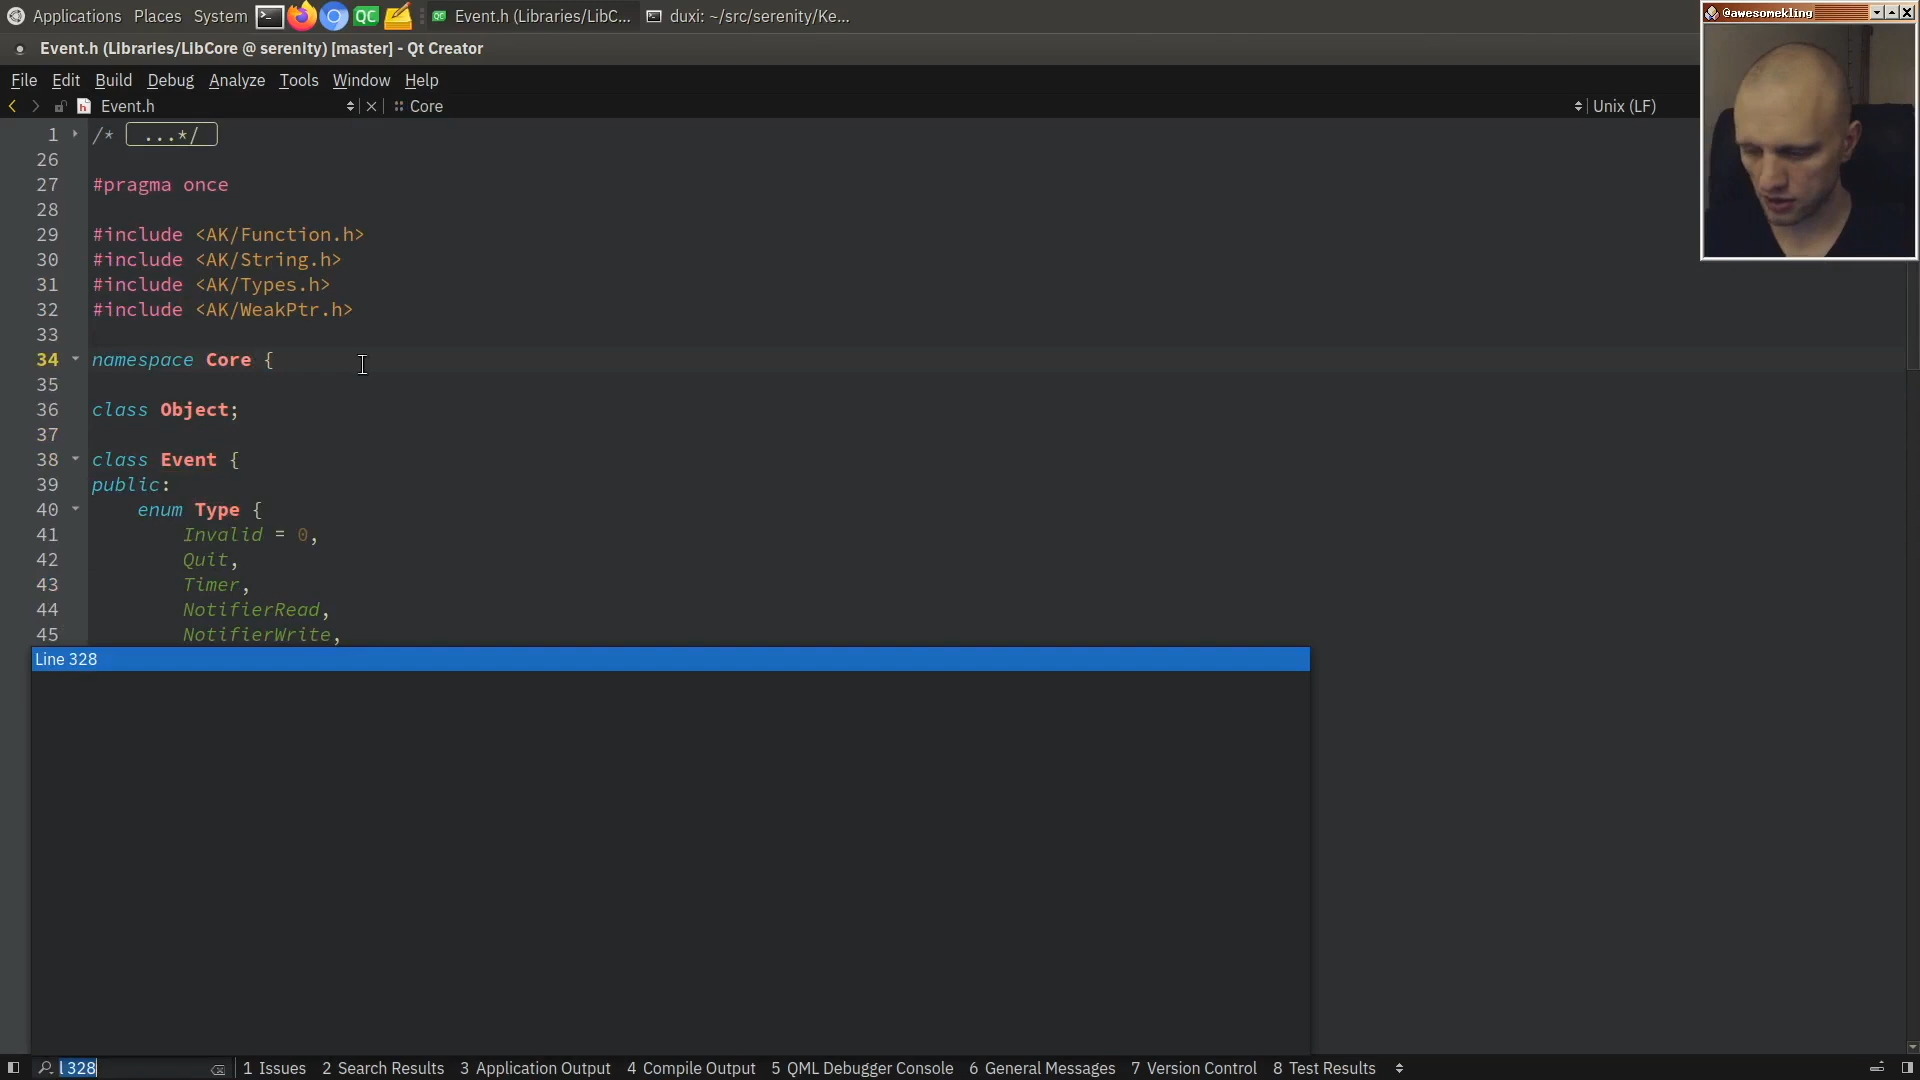 Applications Places System QC Event.h (Libraries/LibC... duxi: ~/src/serenity/Ke...
@awesomekling
Event.h (Libraries/LibCore @ serenity) [master] - Qt Creator
File Edit Build Debug Analyze Tools Window Help
h Event.h Core Unix (LF)
1 /* ...*/
26
27 #pragma once
28
29 #include <AK/Function.h>
30 #include <AK/String.h>
31 #include <AK/Types.h>
32 #include <AK/WeakPtr.h>
33
34 namespace Core {
35
36 class Object;
37
38 class Event {
39 public:
40 enum Type {
41 Invalid = 0,
42 Quit,
43 Timer,
44 NotifierRead,
45 NotifierWrite,
Line 328
l 328 1 Issues 2 Search Results 3 Application Output 4 Compile Output 5 QML Debugger Console 6 General Messages 7 Version Control 8 Test Results